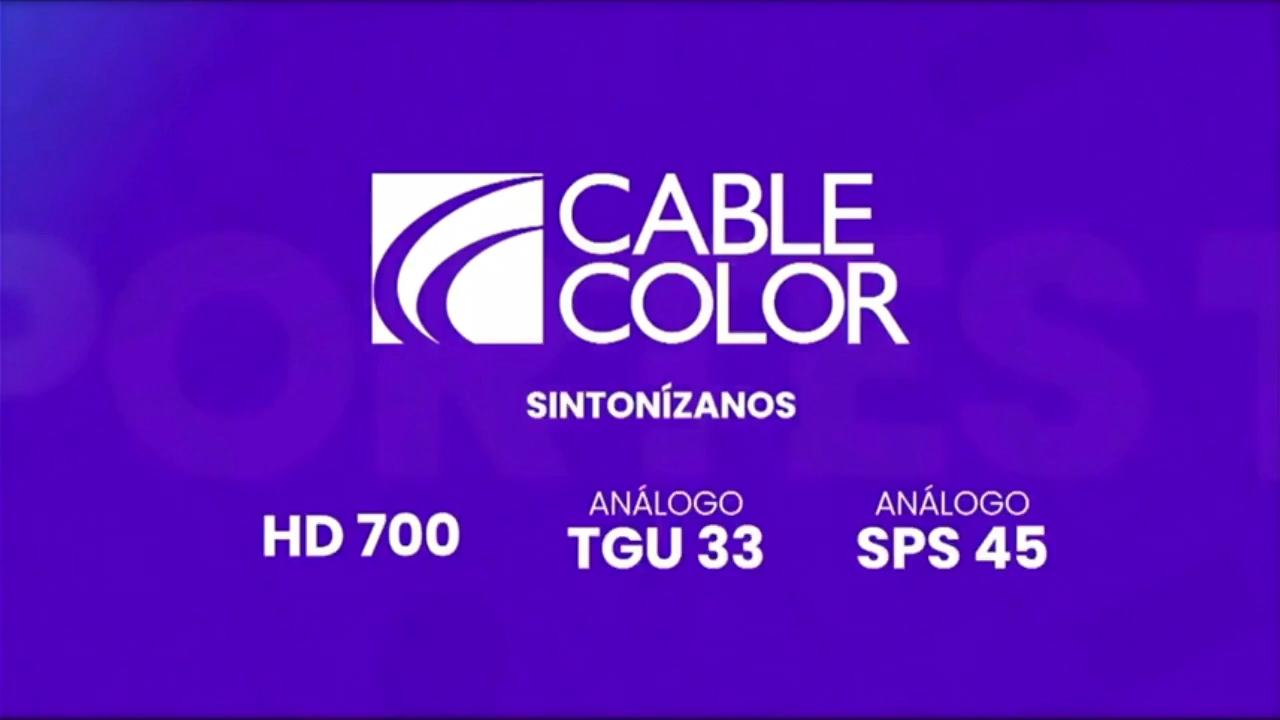 CABLE
COLOR
SINTONÍZANOS
HD 700
ANÁLOGO
TGU 33
ANÁLOGO
SPS 45